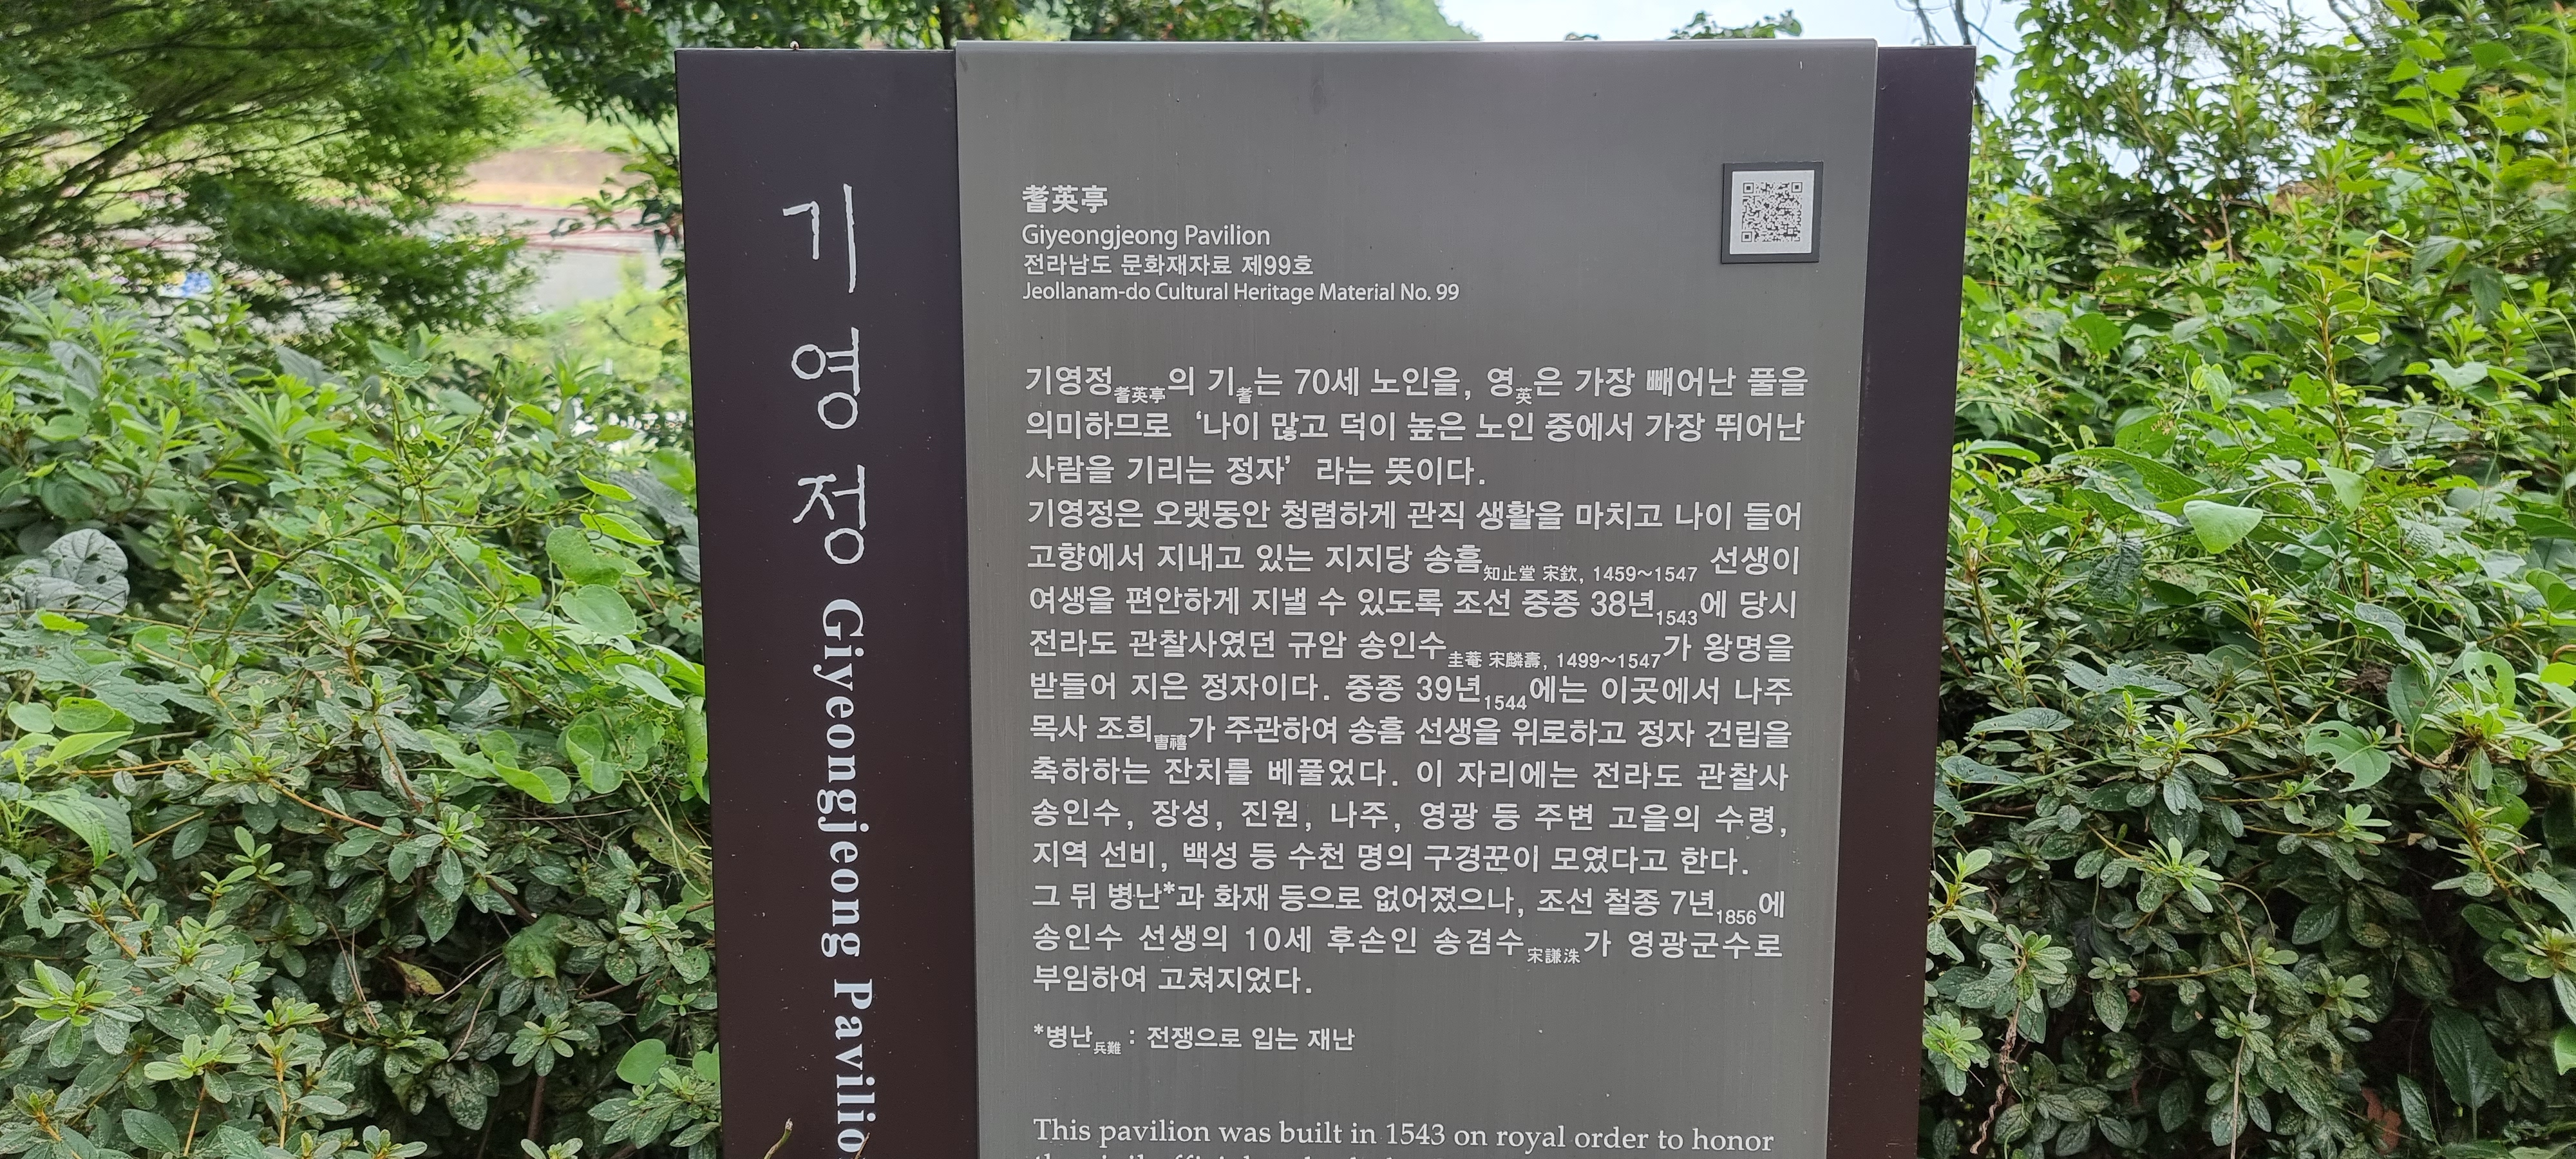 기영정 Giyeongjeong Pavilio
耆英亭
Giyeongjeong Pavilion
전라남도 문화재자료 제99호
Jeollanam-do Cultural Heritage Material No. 99
기영정耆英亭의 기耆는 70세 노인을, 영英은 가장 빼어난 풀을
의미하므로 ‘나이 많고 덕이 높은 노인 중에서 가장 뛰어난
사람을 기리는 정자’ 라는 뜻이다.
기영정은 오랫동안 청렴하게 관직 생활을 마치고 나이 들어
고향에서 지내고 있는 지지당 송흠知止堂 宋欽, 1459~1547 선생이
여생을 편안하게 지낼 수 있도록 조선 중종 38년1543에 당시
전라도 관찰사였던 규암 송인수圭菴 宋麟壽, 1499~1547가 왕명을
받들어 지은 정자이다. 중종 39년1544에는 이곳에서 나주
목사 조희曺禧가 주관하여 송흠 선생을 위로하고 정자 건립을
축하하는 잔치를 베풀었다. 이 자리에는 전라도 관찰사
송인수, 장성, 진원, 나주, 영광 등 주변 고을의 수령,
지역 선비, 백성 등 수천 명의 구경꾼이 모였다고 한다.
그 뒤 병난*과 화재 등으로 없어졌으나, 조선 철종 7년1856에
송인수 선생의 10세 후손인 송겸수宋謙洙가 영광군수로
부임하여 고쳐지었다.
*병난兵難 : 전쟁으로 입는 재난
This pavilion was built in 1543 on royal order to honor